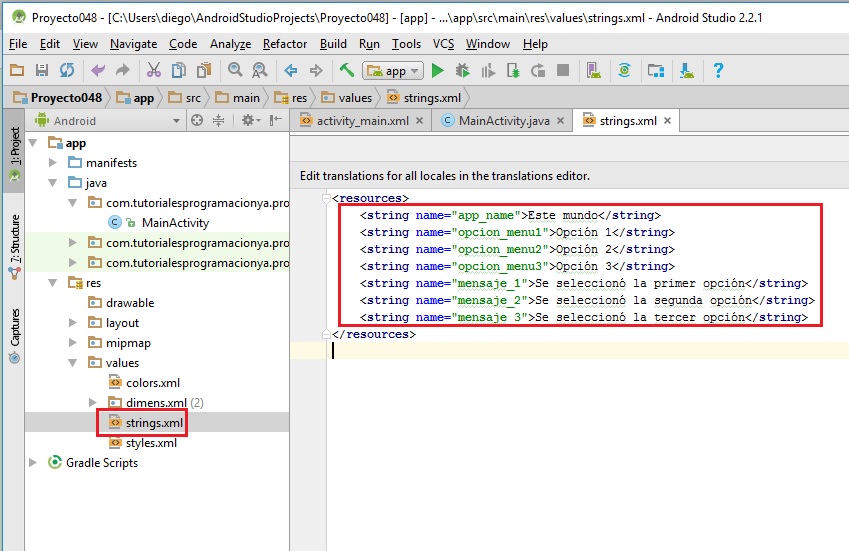 Proyecto048 - [C:\Users\diego\AndroidStudioProjects\Proyecto048] - [app] - ...\app\src\main\res\values\strings.xml - Android Studio 2.2.1
File Edit View Navigate Code Analyze Refactor Build Run Tools VCS Window Help
app
Proyecto048 app src main res values strings.xml
Android
activity_main.xml MainActivity.java strings.xml
1: Project
7: Structure
Captures
app
manifests
java
com.tutorialesprogramacionya.pro
MainActivity
com.tutorialesprogramacionya.pro
com.tutorialesprogramacionya.pro
res
drawable
layout
mipmap
values
colors.xml
dimens.xml (2)
strings.xml
styles.xml
Gradle Scripts
Edit translations for all locales in the translations editor.
<resources>
<string name="app_name">Este mundo</string>
<string name="opcion_menu1">Opción 1</string>
<string name="opcion_menu2">Opción 2</string>
<string name="opcion_menu3">Opción 3</string>
<string name="mensaje_1">Se seleccionó la primer opción</string>
<string name="mensaje_2">Se seleccionó la segunda opción</string>
<string name="mensaje_3">Se seleccionó la tercer opción</string>
</resources>